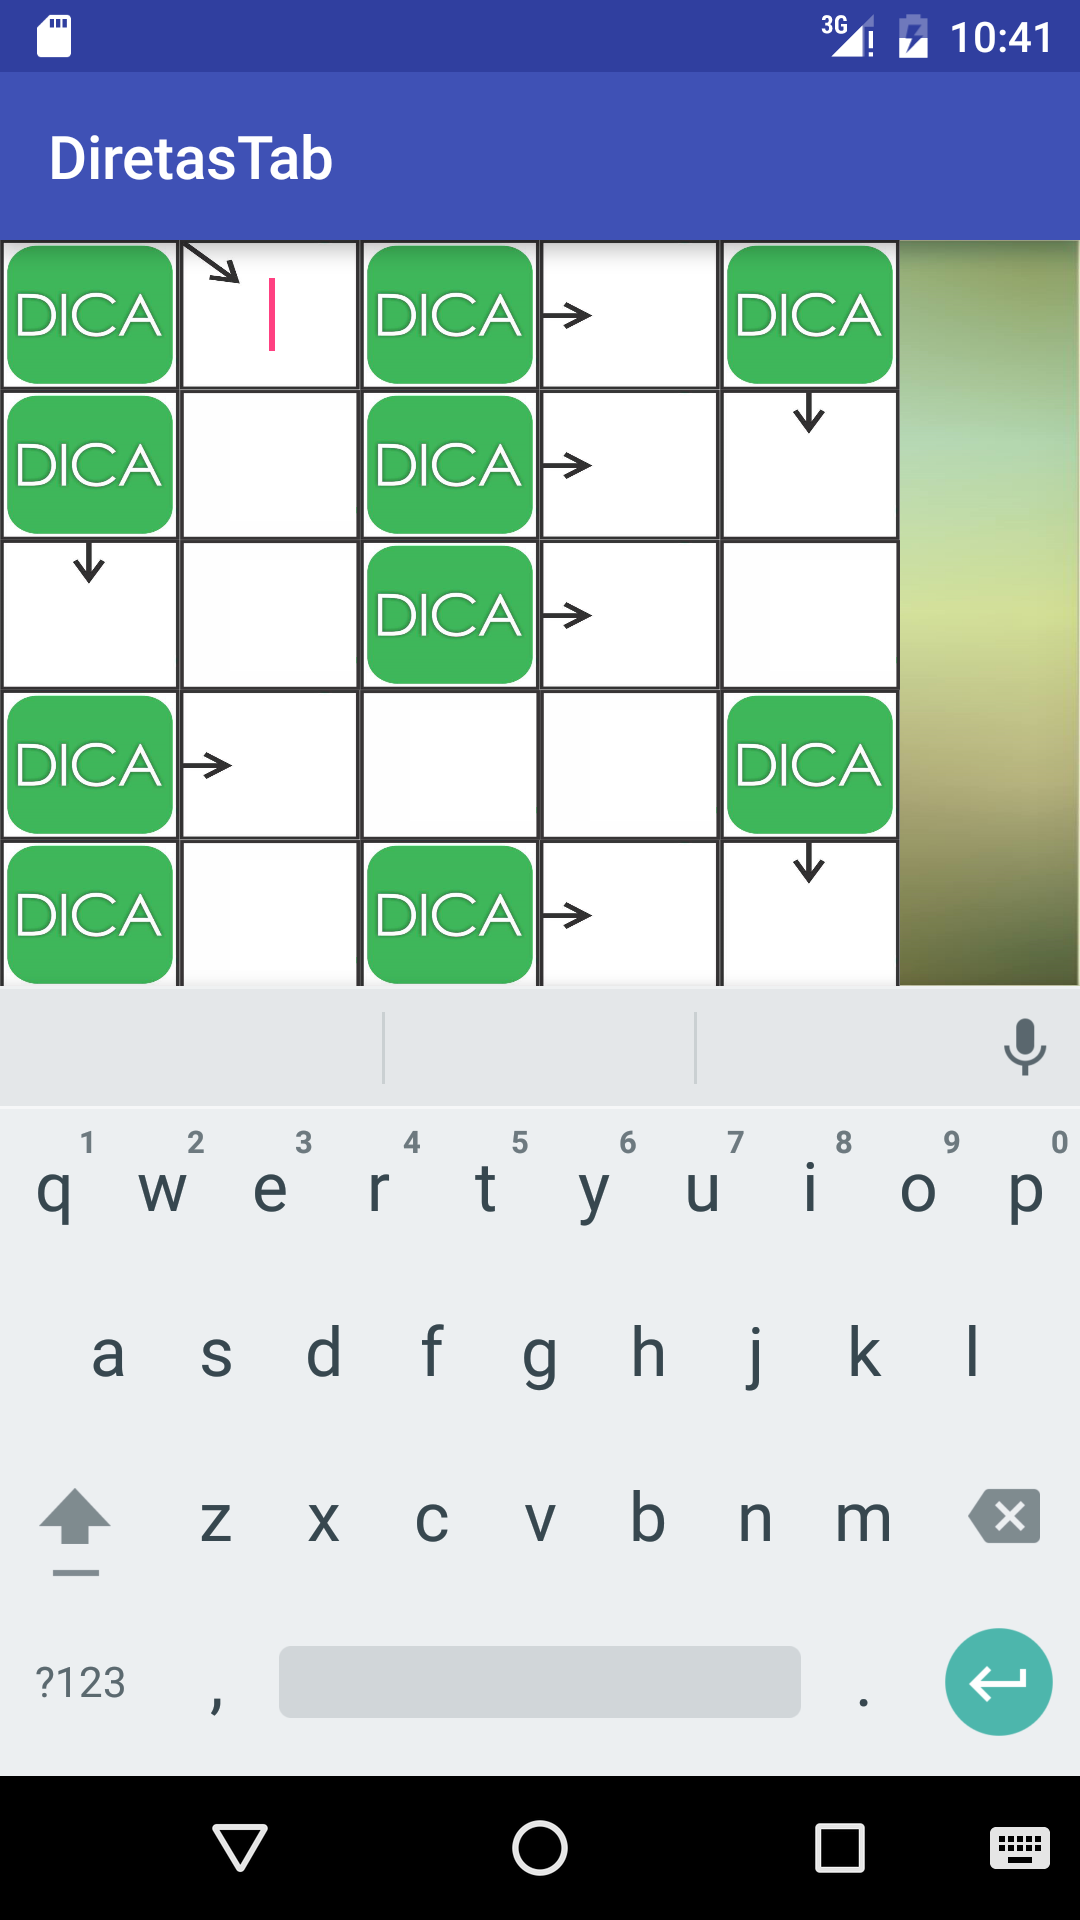 3G 10:41
DiretasTab
DICA DICA DICA
DICA DICA
DICA
DICA DICA
DICA DICA
1 2 3 4 5 6 7 8 9 0
q w e r t y u i o p
a s d f g h j k l
z x c v b n m
?123 , .